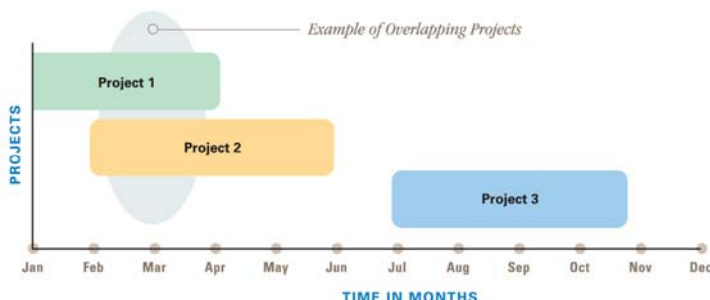 Example of Overlapping Projects
Project 1
Project 2
Project 3
PROJECTS
Jan Feb Mar Apr May Jun Jul Aug Sep Oct Nov Dec
TIME IN MONTHS